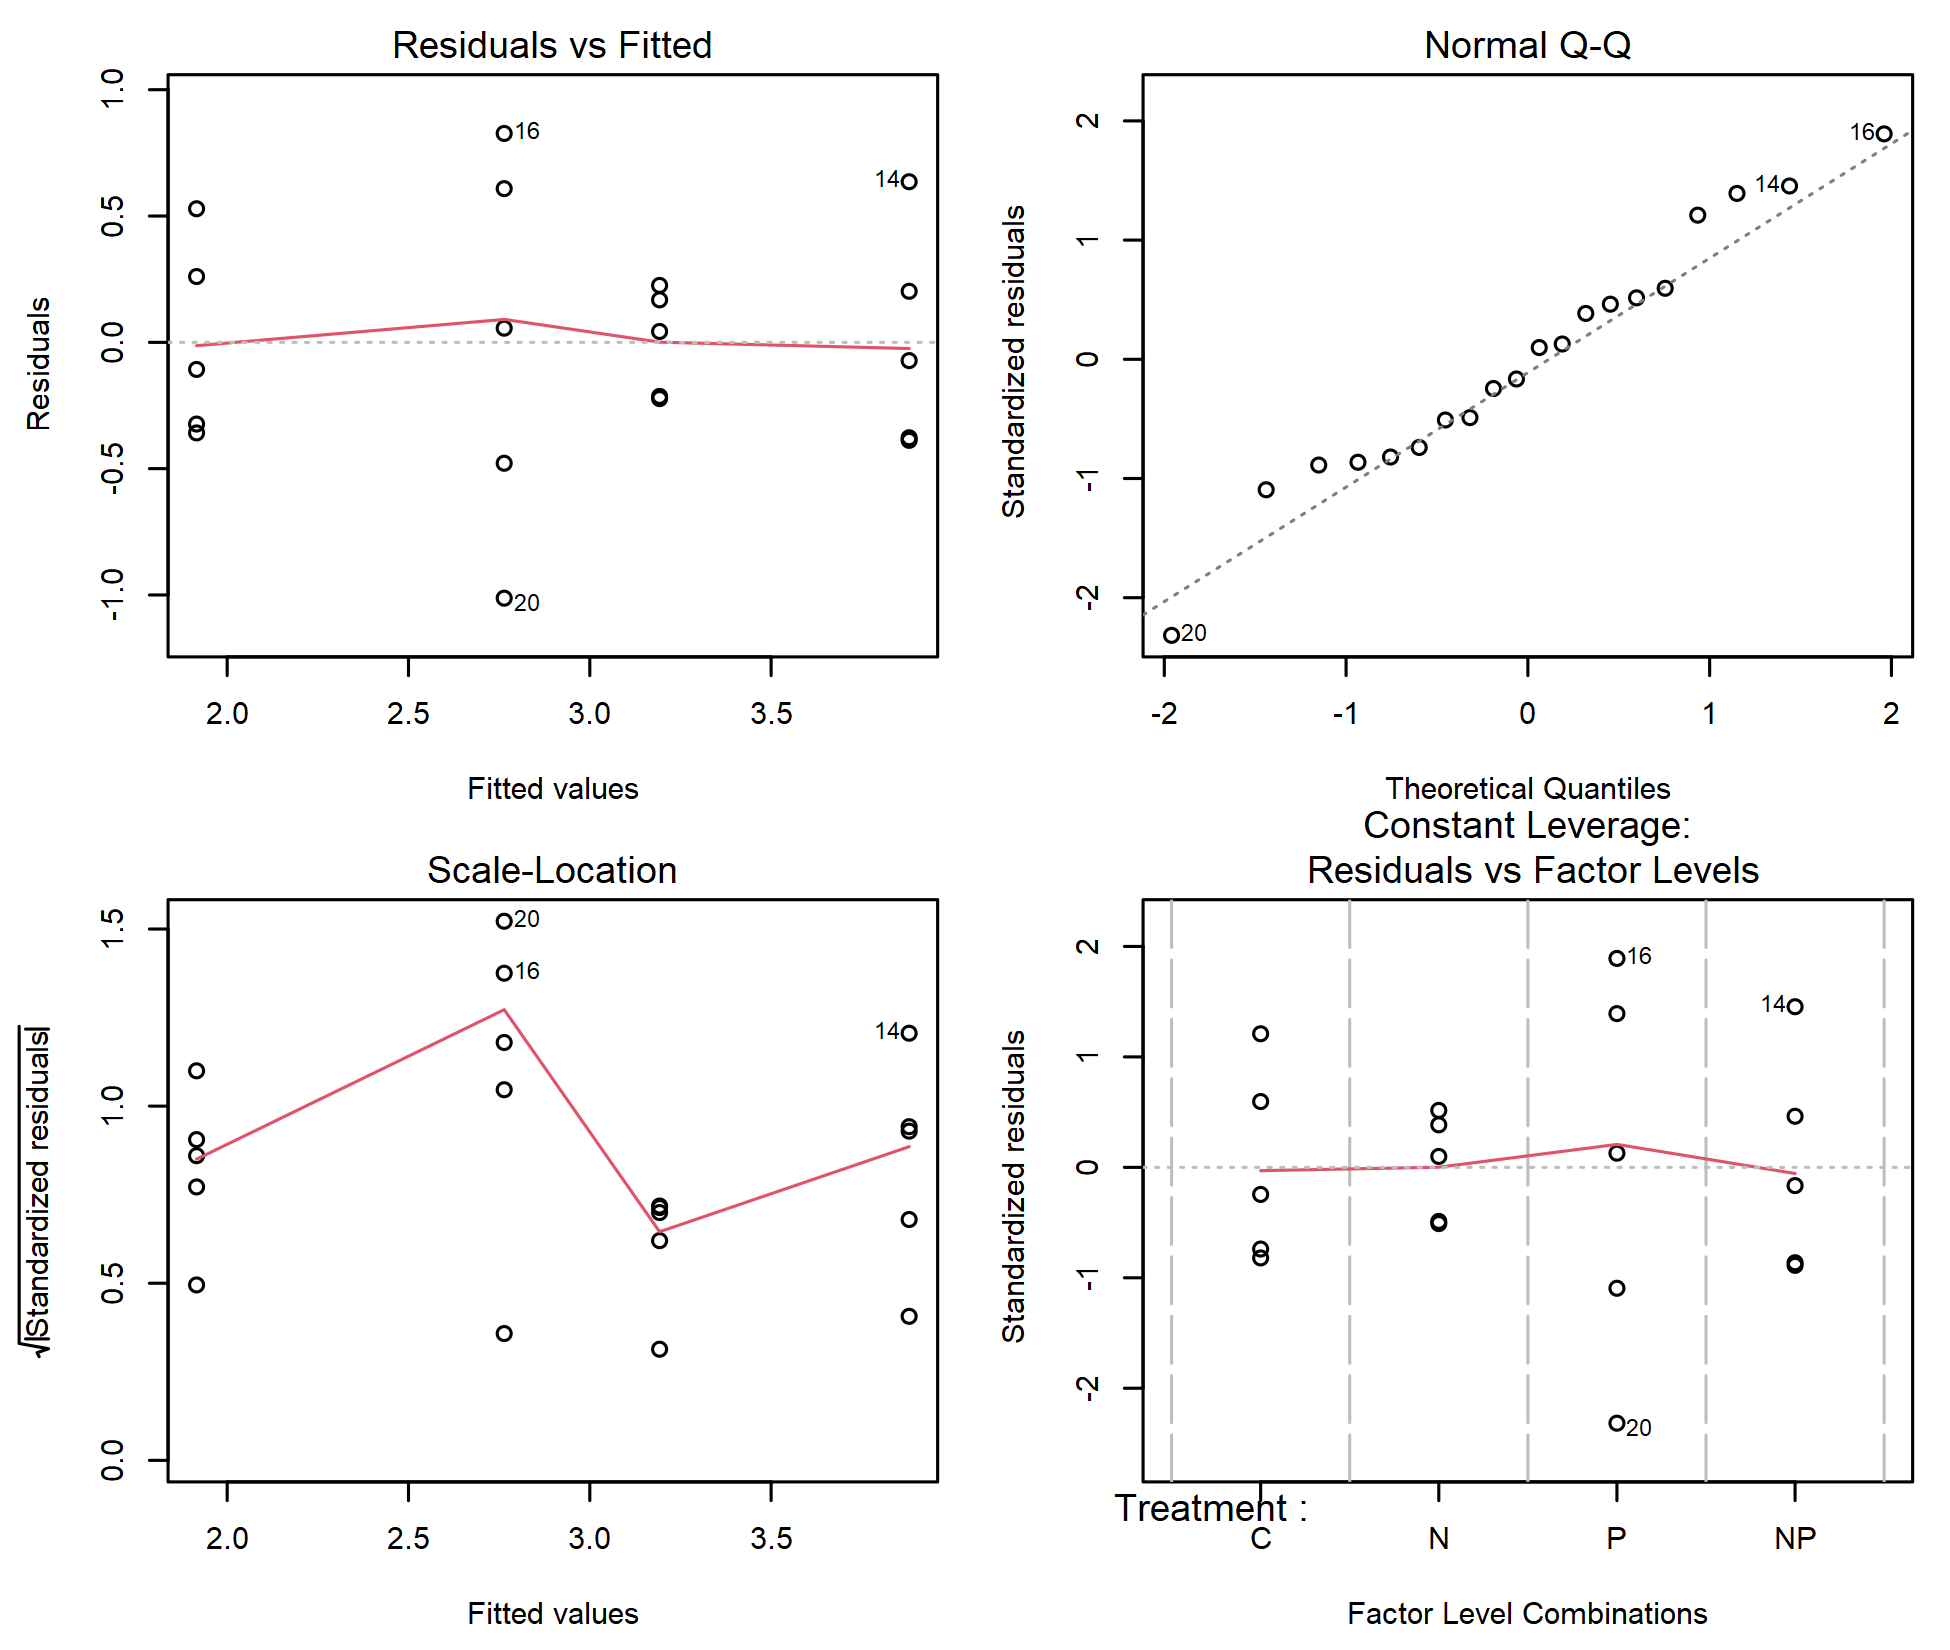 Residuals vs Fitted
1.0
0.5
0.0
-0.5
-1.0
Residuals
16
14
20
2.0 2.5 3.0 3.5
Fitted values
Normal Q-Q
2
1
0
-1
-2
Standardized residuals
16
14
20
-2 -1 0 1 2
Theoretical Quantiles
Scale-Location
1.5
1.0
0.5
0.0
√|Standardized residuals|
20
16
14
2.0 2.5 3.0 3.5
Fitted values
Constant Leverage:
Residuals vs Factor Levels
2
1
0
-1
-2
Standardized residuals
16
14
20
Treatment :
C N P NP
Factor Level Combinations